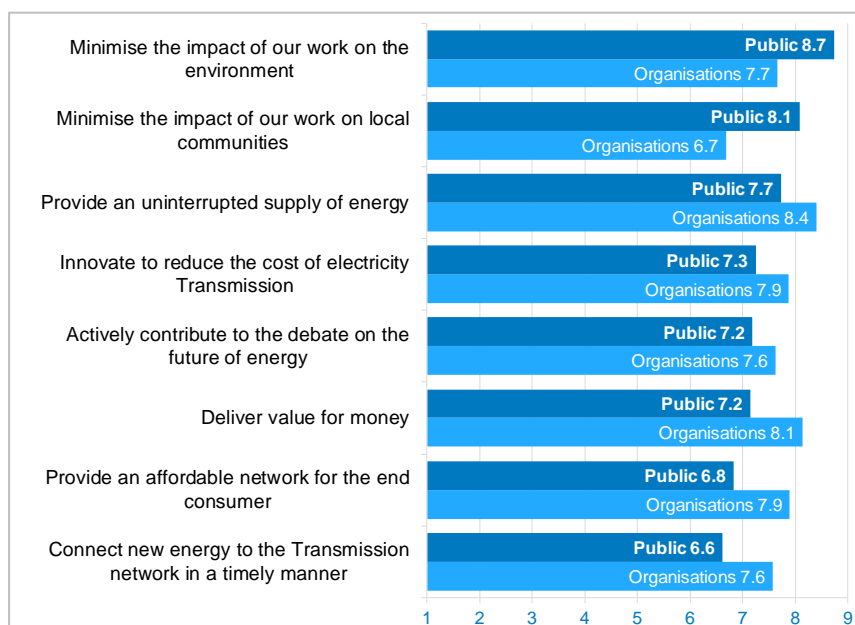 Minimise the impact of our work on the
environment
Public 8.7
Organisations 7.7
Minimise the impact of our work on local
communities
Public 8.1
Organisations 6.7
Provide an uninterrupted supply of energy
Public 7.7
Organisations 8.4
Innovate to reduce the cost of electricity
Transmission
Public 7.3
Organisations 7.9
Actively contribute to the debate on the
future of energy
Public 7.2
Organisations 7.6
Deliver value for money
Public 7.2
Organisations 8.1
Provide an affordable network for the end
consumer
Public 6.8
Organisations 7.9
Connect new energy to the Transmission
network in a timely manner
Public 6.6
Organisations 7.6
1 2 3 4 5 6 7 8 9